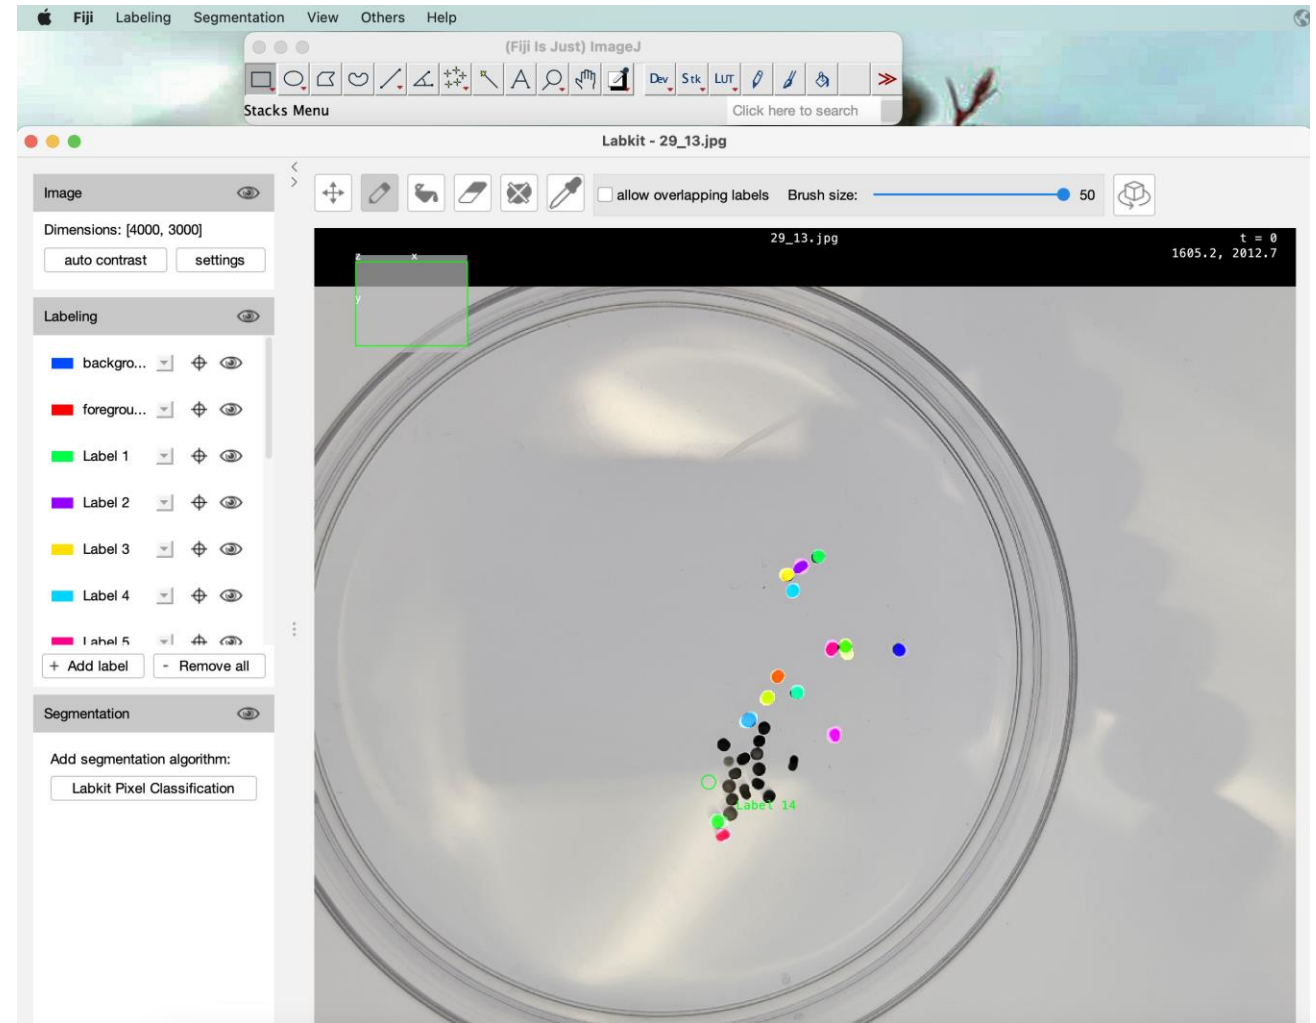 Fiji Labeling Segmentation View Others Help
(Fiji Is Just) ImageJ
A Dev Stk LUT
Stacks Menu Click here to search
Labkit - 29_13.jpg
Image
Dimensions: [4000, 3000]
auto contrast settings
allow overlapping labels Brush size: 50
29_13.jpg t = 0
1605.2, 2012.7
z x
y
Labeling
backgro...
foregrou...
Label 1
Label 2
Label 3
Label 4
Label 5
+ Add label - Remove all
Segmentation
Add segmentation algorithm:
Labkit Pixel Classification
Label 14